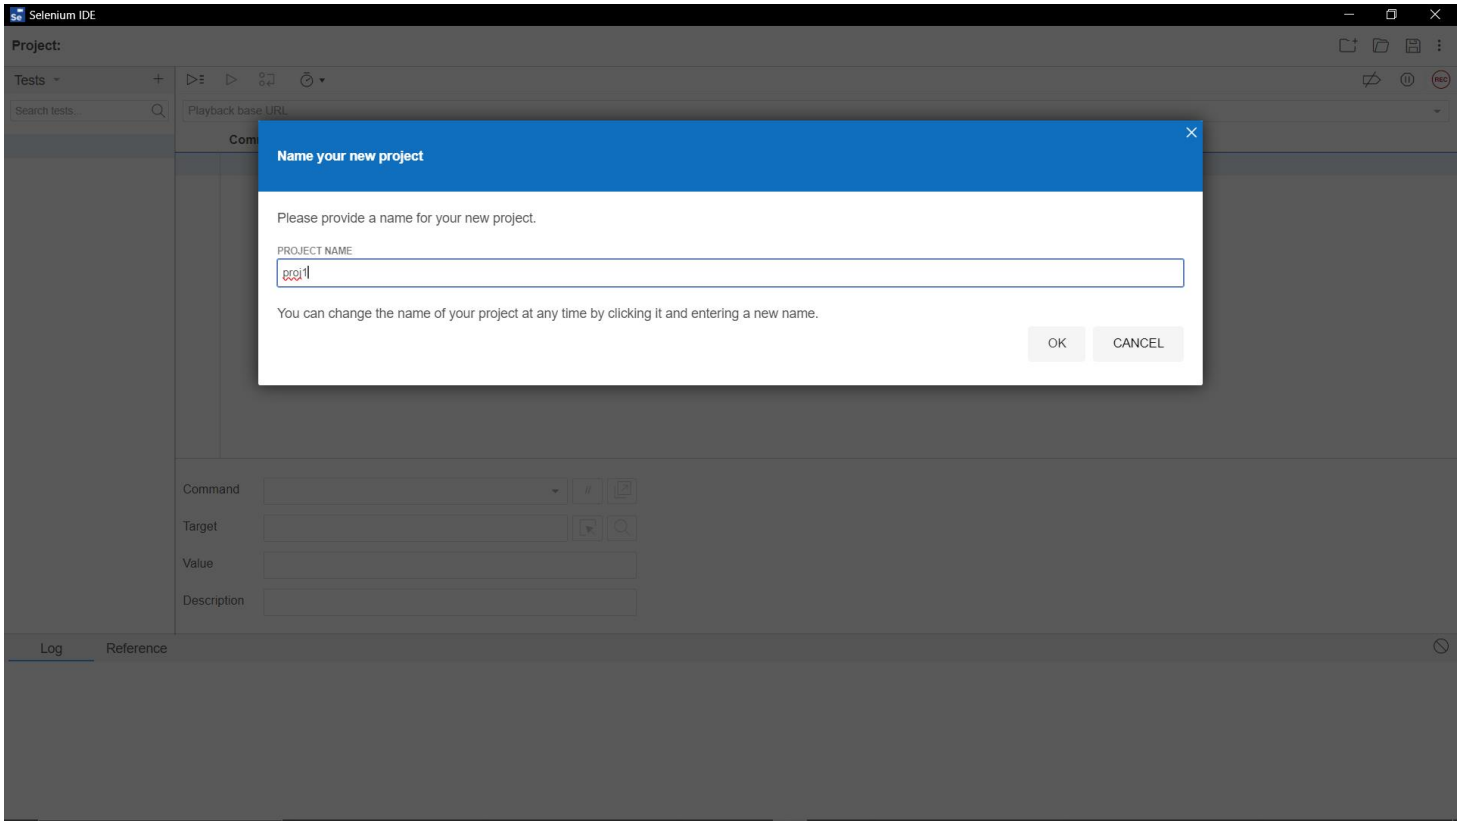 Selenium IDE
Project:
Tests
Search tests...
Playback base URL
Com
Name your new project
Please provide a name for your new project.
PROJECT NAME
proj1
You can change the name of your project at any time by clicking it and entering a new name.
OK CANCEL
Command
//
Target
Value
Description
Log Reference
REC